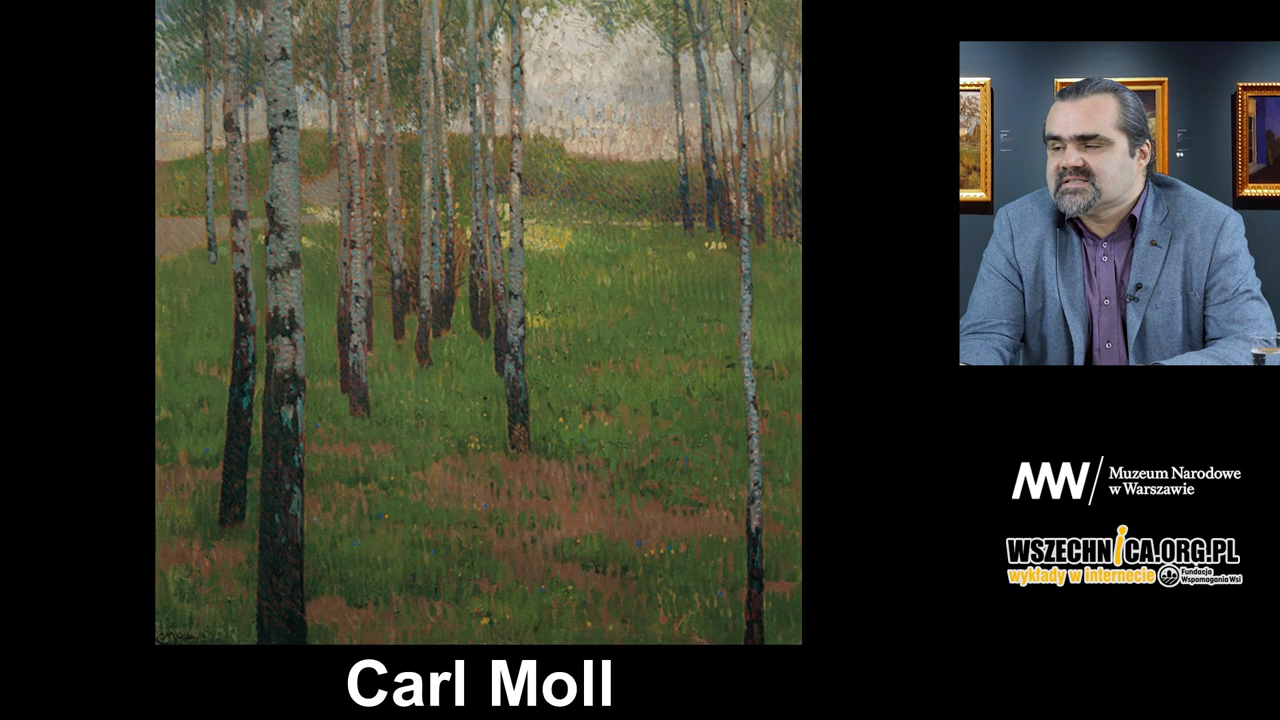 Carl Moll
Muzeum Narodowe
w Warszawie
WSZECHNICA.ORG.PL
wykłady w internecie
Fundacja
Wspomagania Wsi